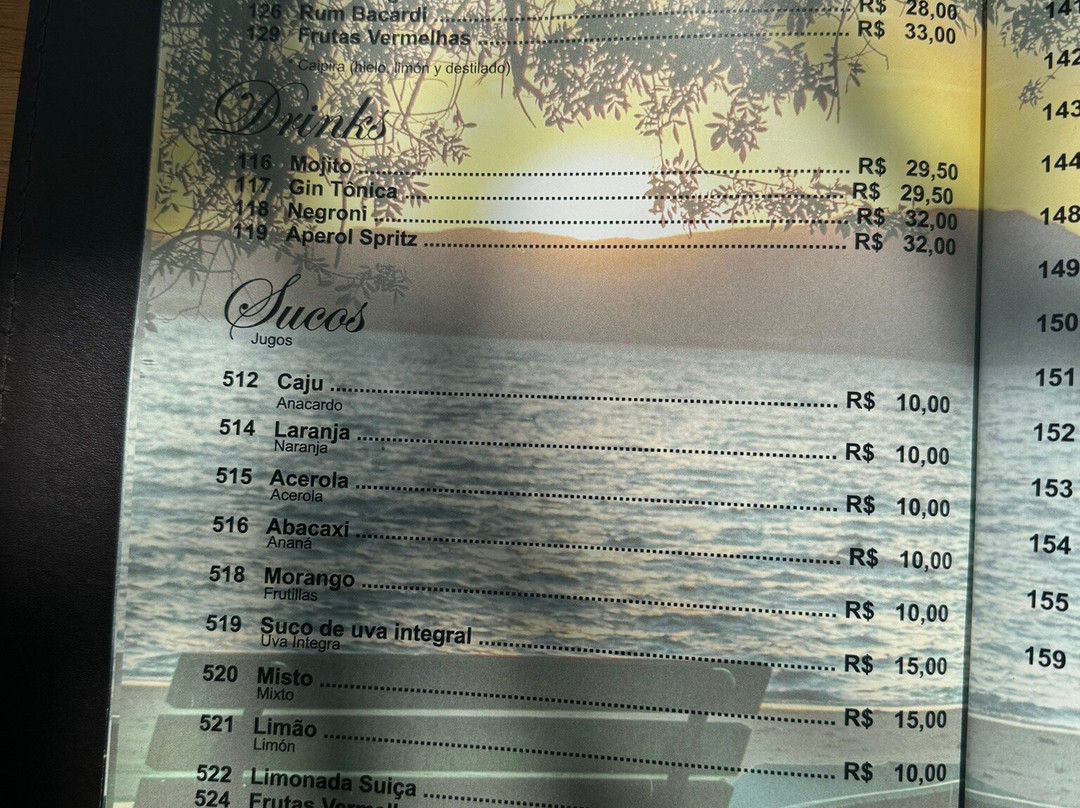 126 Rum Bacardi ........ R$ 28,00
129 Frutas Vermelhas ........ R$ 33,00
* Caipira (hielo, limón y destilado)
Drinks
116 Mojito ........ R$ 29,50
117 Gin Tônica ........ R$ 29,50
118 Negroni ........ R$ 32,00
119 Aperol Spritz ........ R$ 32,00
Sucos
Jugos
512 Caju ........ R$ 10,00
Anacardo
514 Laranja ........ R$ 10,00
Naranja
515 Acerola ........ R$ 10,00
Acerola
516 Abacaxi ........ R$ 10,00
Ananá
518 Morango ........ R$ 10,00
Frutillas
519 Suco de uva integral ........ R$ 15,00
Uva Integra
520 Misto ........ R$ 15,00
Mixto
521 Limão ........ R$ 10,00
Limón
522 Limonada Suiça
524 Frutas
142
143
144
148
149
150
151
152
153
154
155
159